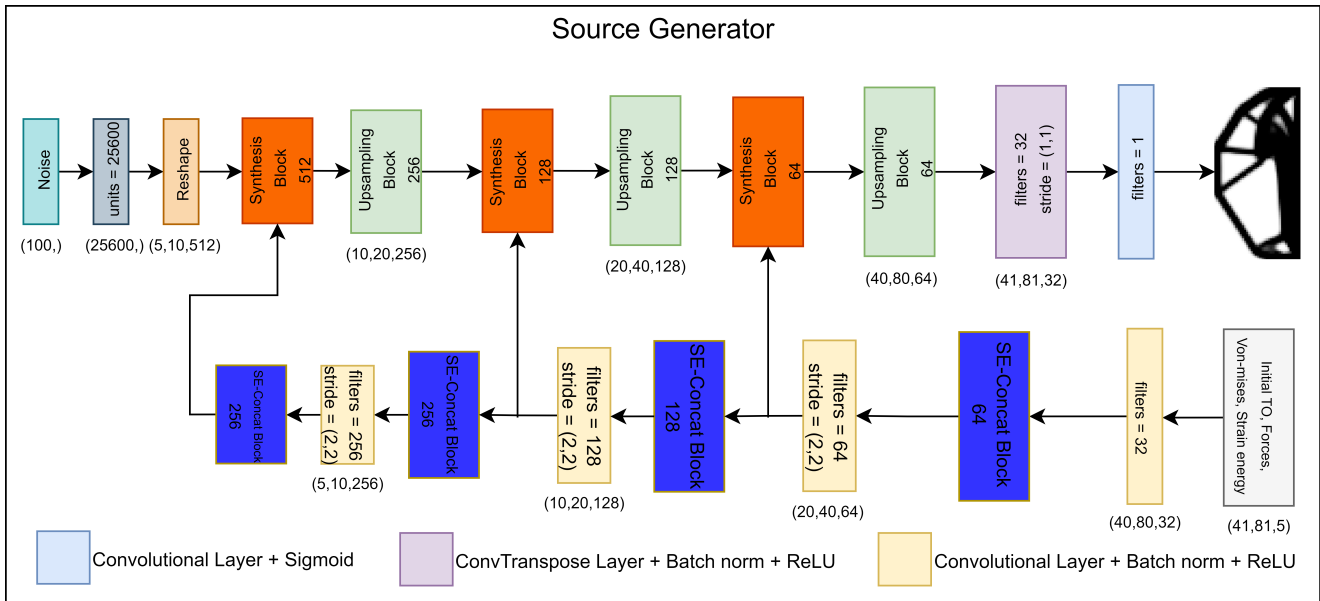 Source Generator
Noise
units = 25600
Reshape
Synthesis
Block
512
Upsampling
Block
256
Synthesis
Block
128
Upsampling
Block
128
Synthesis
Block
64
Upsampling
Block
64
filters = 32
stride = (1,1)
filters = 1
(100,)
(25600,)
(5,10,512)
(10,20,256)
(20,40,128)
(40,80,64)
(41,81,32)
SE-Concat Block
256
filters = 256
stride = (2,2)
SE-Concat Block
256
filters = 128
stride = (2,2)
SE-Concat Block
128
filters = 64
stride = (2,2)
SE-Concat Block
64
filters = 32
Initial TO, Forces,
Von-mises, Strain energy
(5,10,256)
(10,20,128)
(20,40,64)
(40,80,32)
(41,81,5)
Convolutional Layer + Sigmoid
ConvTranspose Layer + Batch norm + ReLU
Convolutional Layer + Batch norm + ReLU